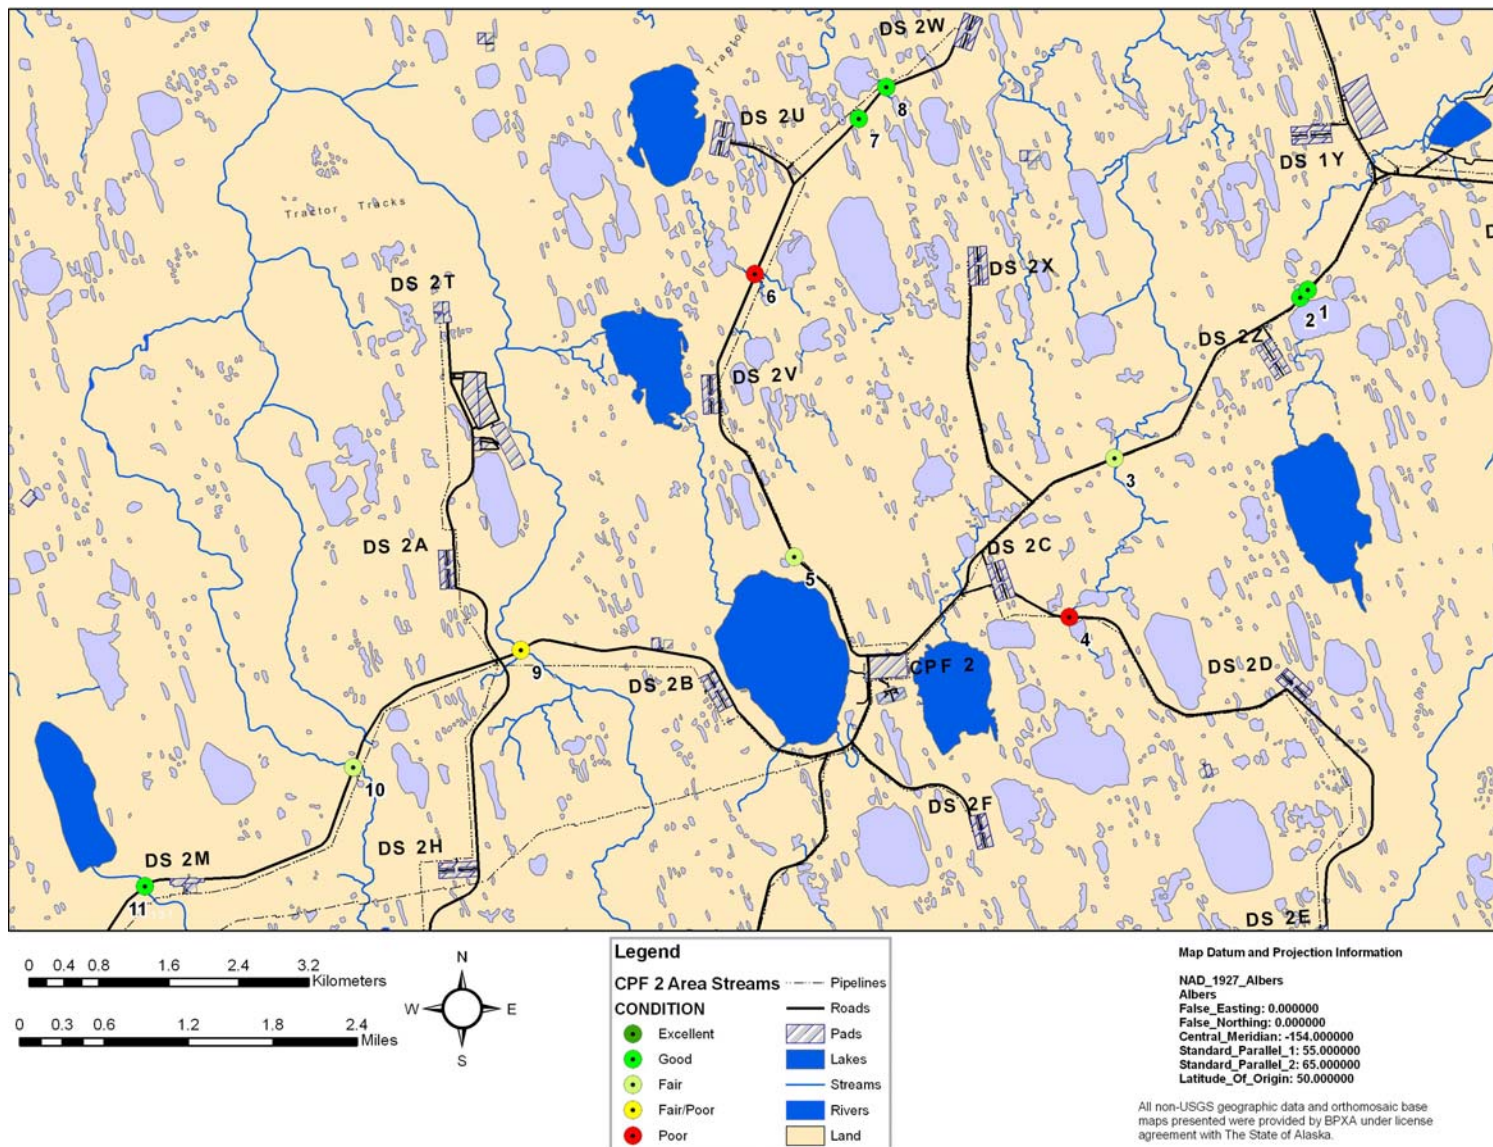 DS 2W
Tractor
DS 2U
8
7
DS 1Y
D
Tractor Tracks
DS 2X
DS 2T
6
1
2
DS 2Z
DS 2V
3
DS 2A
DS 2C
5
4
9
DS 2B
CPF 2
DS 2D
10
DS 2F
DS 2H
DS 2M
11
DS 2E
0 0.4 0.8 1.6 2.4 3.2
Kilometers
0 0.3 0.6 1.2 1.8 2.4
Miles
N
W E
S
Legend
CPF 2 Area Streams
CONDITION
Excellent
Good
Fair
Fair/Poor
Poor
Pipelines
Roads
Pads
Lakes
Streams
Rivers
Land
Map Datum and Projection Information
NAD_1927_Albers
Albers
False_Easting: 0.000000
False_Northing: 0.000000
Central_Meridian: -154.000000
Standard_Parallel_1: 55.000000
Standard_Parallel_2: 65.000000
Latitude_Of_Origin: 50.000000
All non-USGS geographic data and orthomosaic base
maps presented were provided by BPXA under license
agreement with The State of Alaska.